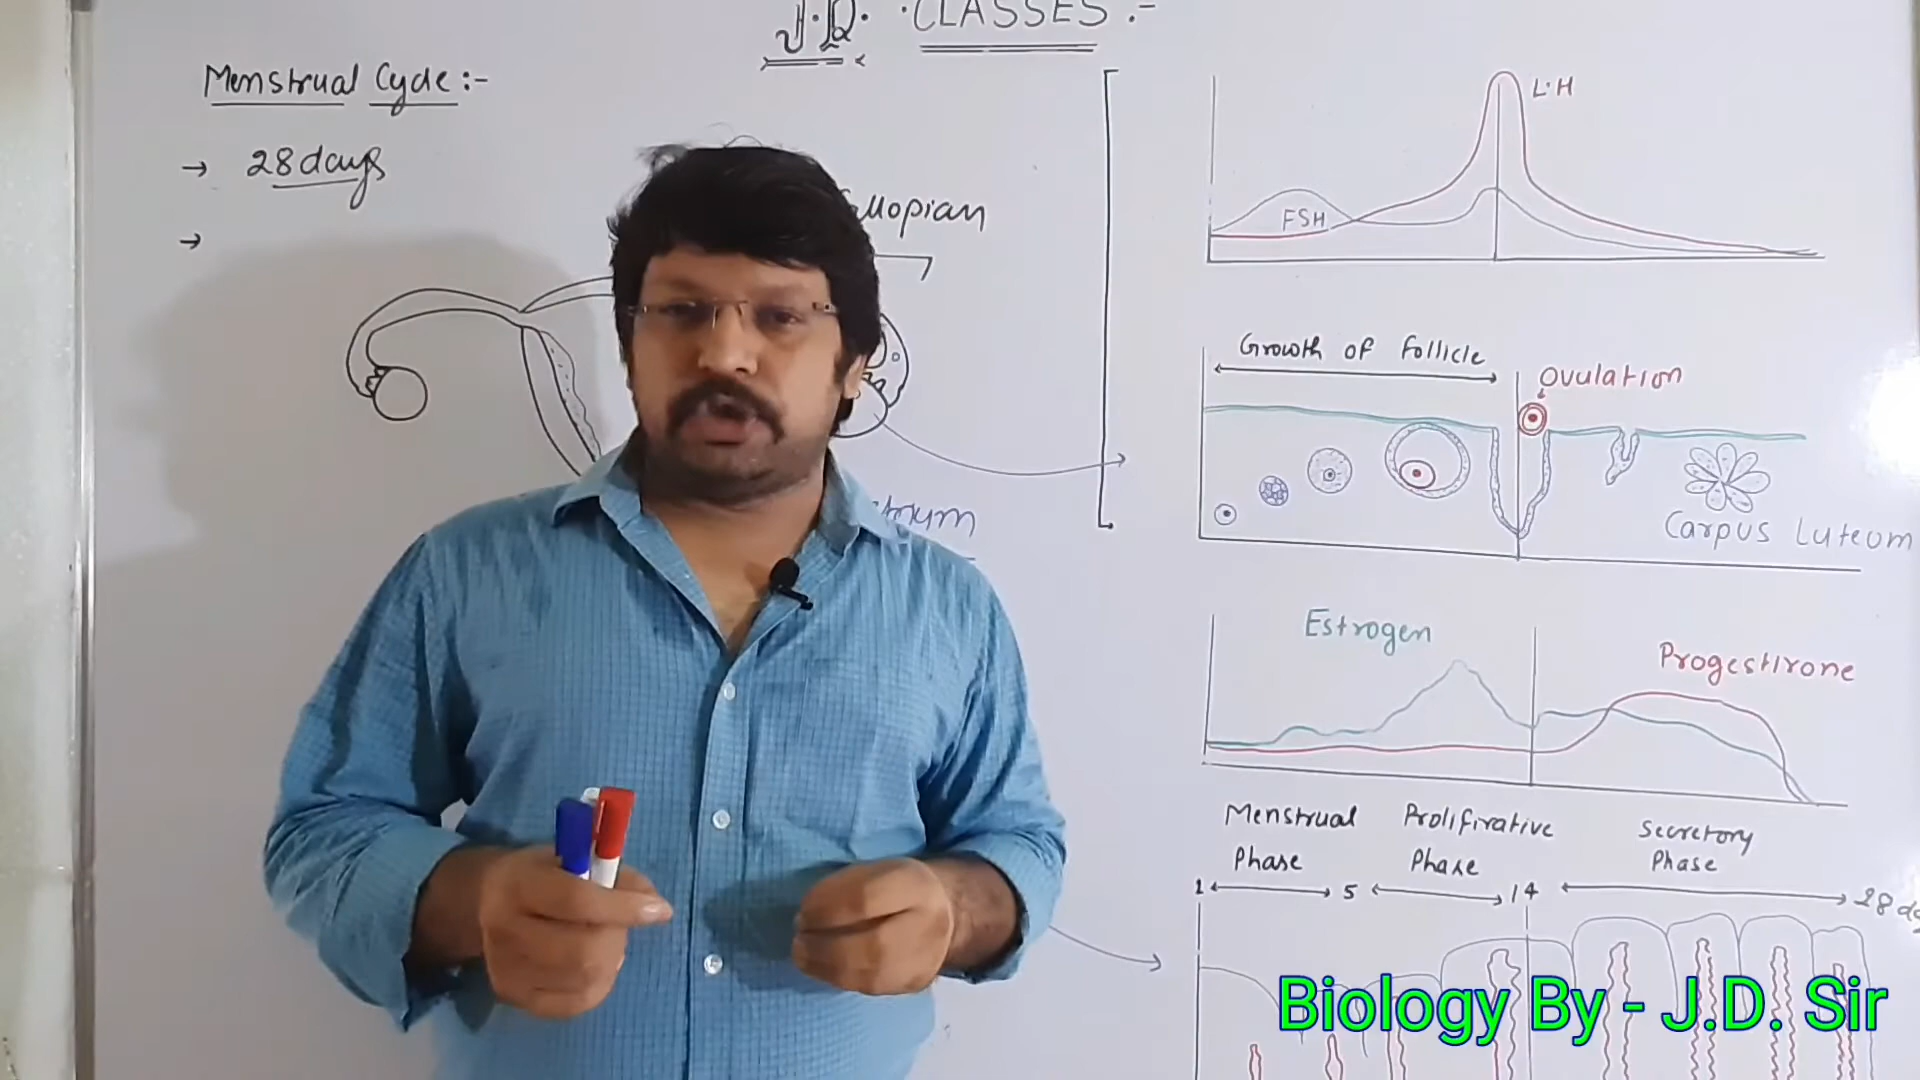 J.D. CLASSES :-
Menstrual Cycle :-
→ 28 days
→
L.H
FSH
Growth of follicle
Ovulation
Carpus Luteum
Estrogen
Progestirone
Menstrual Phase
Prolifirative Phase
Secretory Phase
1 5 14 28
Biology By - J.D. Sir